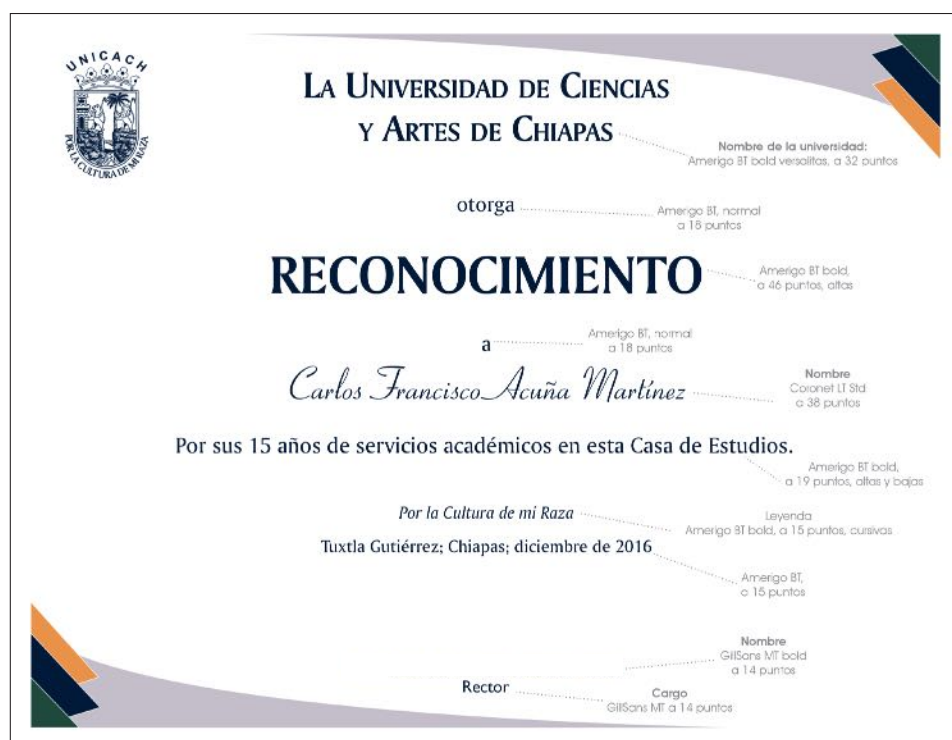 UNICACH
POR LA CULTURA DE MI RAZA
LA UNIVERSIDAD DE CIENCIAS
Y ARTES DE CHIAPAS
Nombre de la universidad:
Amerigo BT bold versalitas, a 32 puntos
otorga
Amerigo BT, normal
a 18 puntos
RECONOCIMIENTO
Amerigo BT bold,
a 46 puntos, altas
a
Amerigo BT, normal
a 18 puntos
Carlos Francisco Acuña Martínez
Nombre
Coronet LT Std
a 38 puntos
Por sus 15 años de servicios académicos en esta Casa de Estudios.
Amerigo BT bold,
a 19 puntos, altas y bajas
Por la Cultura de mi Raza
Leyenda
Amerigo BT bold, a 15 puntos, cursivas
Tuxtla Gutiérrez; Chiapas; diciembre de 2016
Amerigo BT,
a 15 puntos
Nombre
GillSans MT bold
a 14 puntos
Rector
Cargo
GillSans MT a 14 puntos